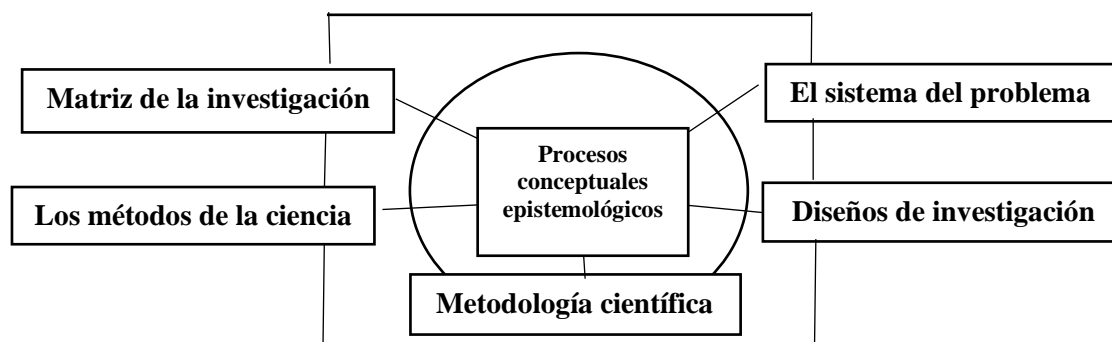 Matriz de la investigación
El sistema del problema
Procesos
conceptuales
epistemológicos
Los métodos de la ciencia
Diseños de investigación
Metodología científica